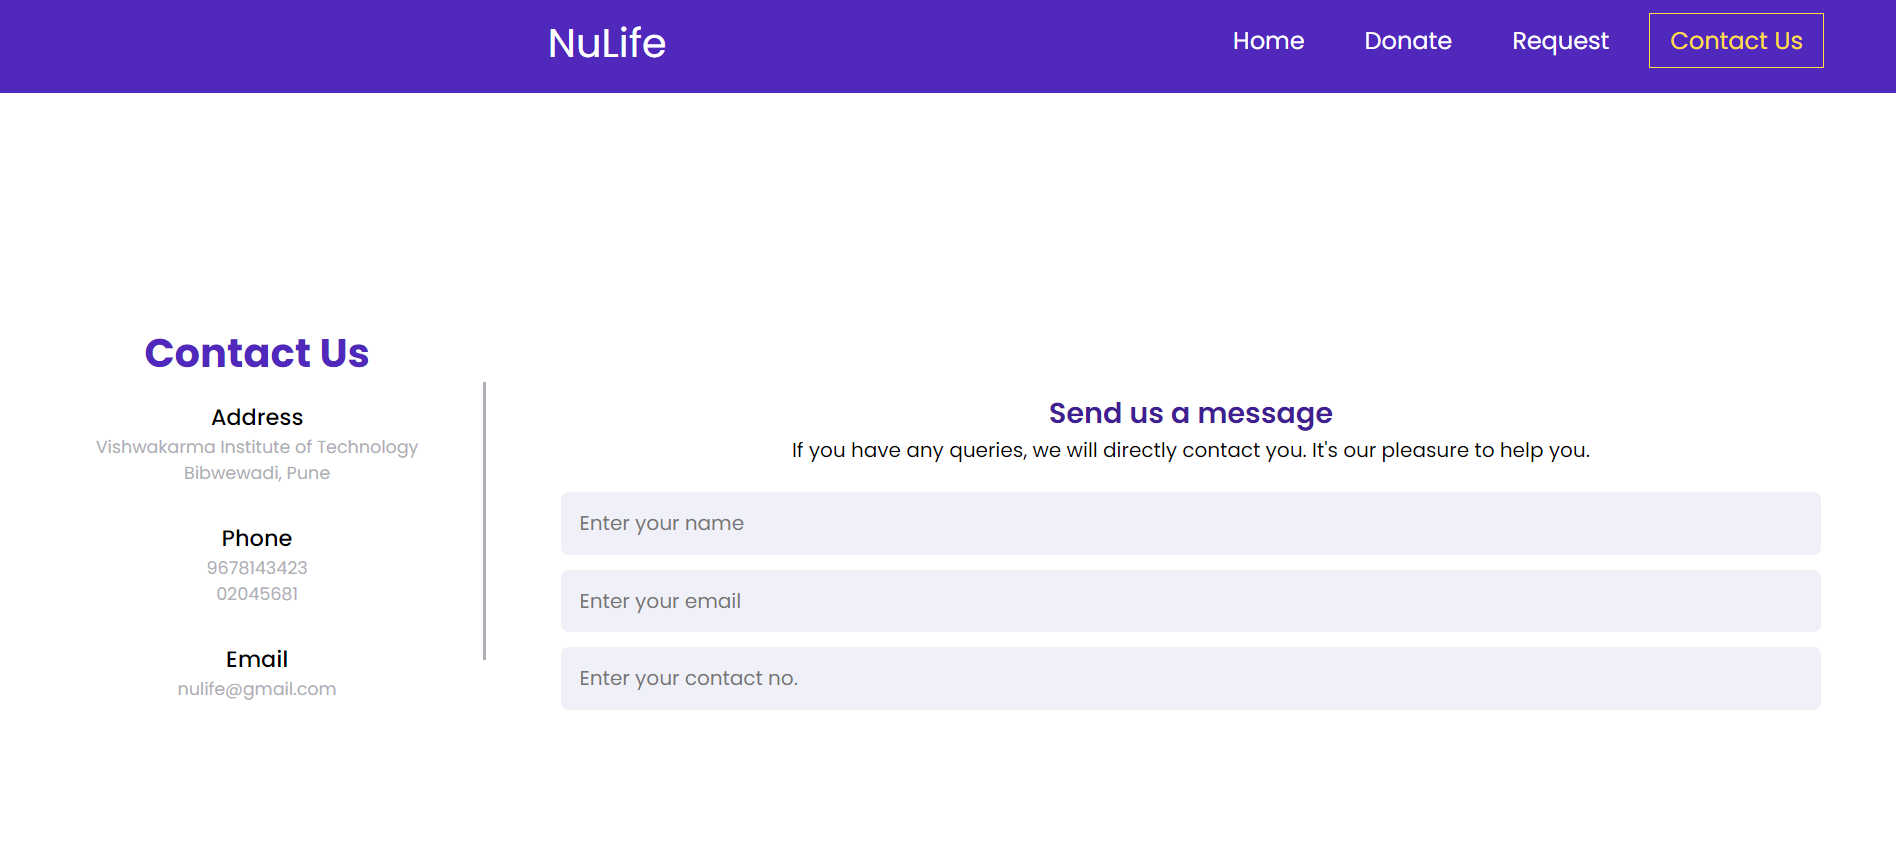 NuLife
Home
Donate
Request
Contact Us
Contact Us
Address
Vishwakarma Institute of Technology
Bibwewadi, Pune
Phone
9678143423
02045681
Email
nulife@gmail.com
Send us a message
If you have any queries, we will directly contact you. It's our pleasure to help you.
Enter your name
Enter your email
Enter your contact no.